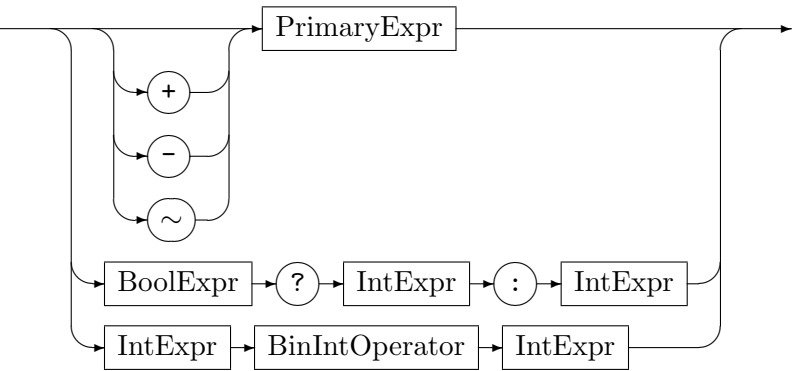 PrimaryExpr
+
-
~
BoolExpr ? IntExpr : IntExpr
IntExpr BinIntOperator IntExpr